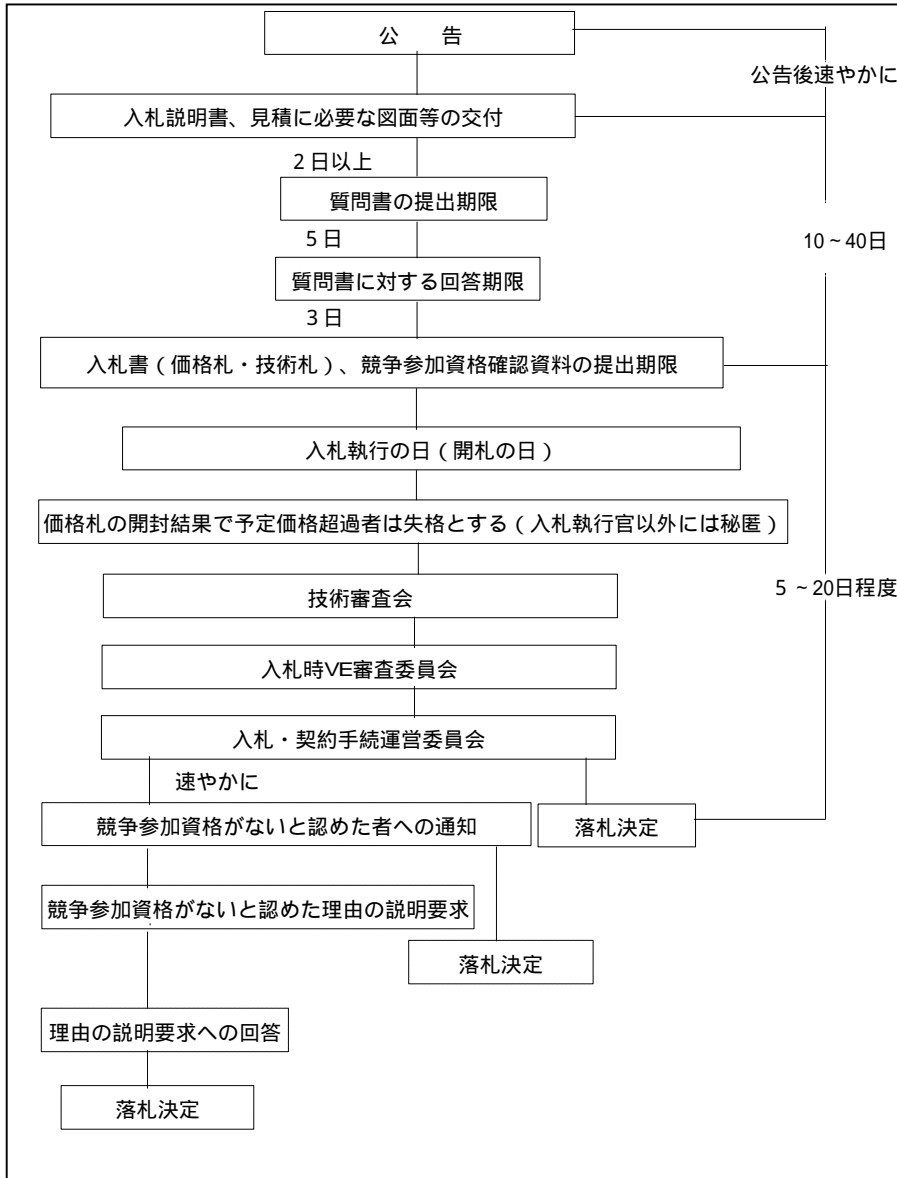 公　　告
公告後速やかに
入札説明書、見積に必要な図面等の交付
2日以上
質問書の提出期限
5日
10～40日
質問書に対する回答期限
3日
入札書（価格札・技術札）、競争参加資格確認資料の提出期限
入札執行の日（開札の日）
価格札の開封結果で予定価格超過者は失格とする（入札執行官以外には秘匿）
技術審査会
5～20日程度
入札時VE審査委員会
入札・契約手続運営委員会
速やかに
競争参加資格がないと認めた者への通知
落札決定
競争参加資格がないと認めた理由の説明要求
落札決定
理由の説明要求への回答
落札決定